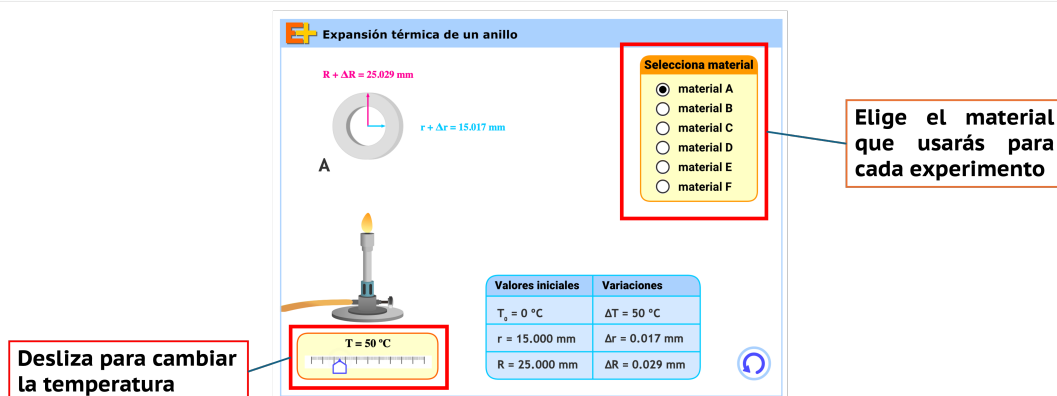 E+ Expansión térmica de un anillo
R + ΔR = 25.029 mm
r + Δr = 15.017 mm
A
Selecciona material
material A
material B
material C
material D
material E
material F
Elige el material
que usarás para
cada experimento
Valores iniciales Variaciones
T₀ = 0 °C ΔT = 50 °C
r = 15.000 mm Δr = 0.017 mm
R = 25.000 mm ΔR = 0.029 mm
T = 50 ºC
Desliza para cambiar
la temperatura